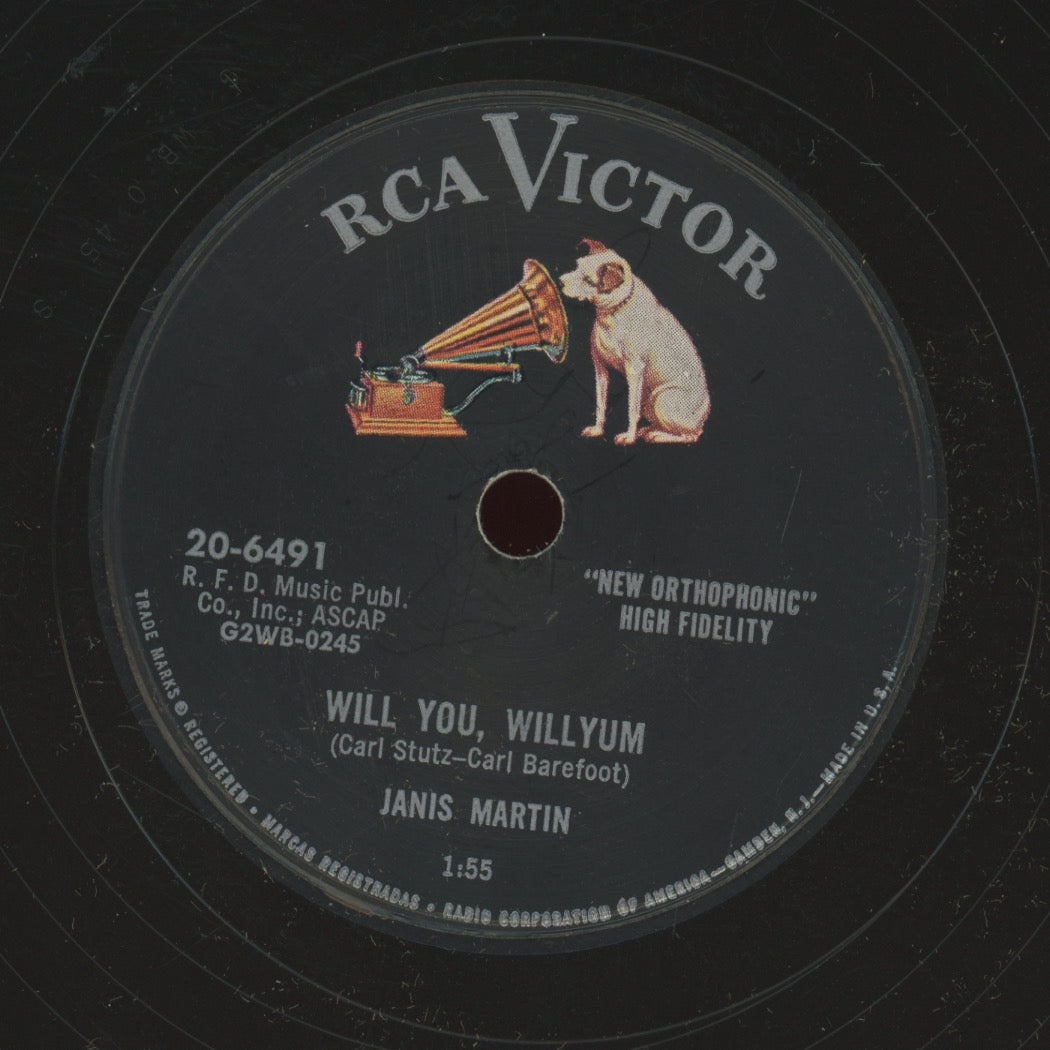 RCA VICTOR
20-6491
R. F. D. Music Publ.
Co., Inc.; ASCAP
G2WB-0245
"NEW ORTHOPHONIC"
HIGH FIDELITY
WILL YOU, WILLYUM
(Carl Stutz–Carl Barefoot)
JANIS MARTIN
1:55
TRADE MARKS ® REGISTERED • MARCAS REGISTRADAS • RADIO CORPORATION OF AMERICA—CAMDEN, N. J.—MADE IN U. S. A.